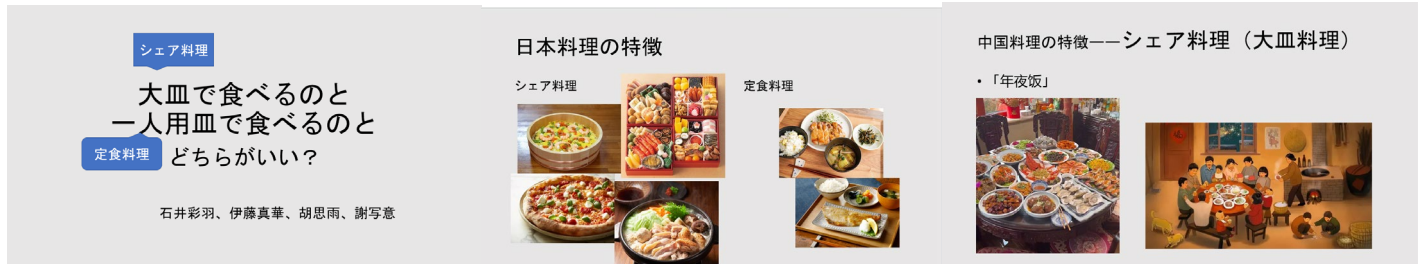 シェア料理
大皿で食べるのと
一人用皿で食べるのと
定食料理
どちらがいい？
石井彩羽、伊藤真華、胡思雨、謝写意
日本料理の特徴
シェア料理
定食料理
中国料理の特徴——シェア料理（大皿料理）
• 「年夜饭」